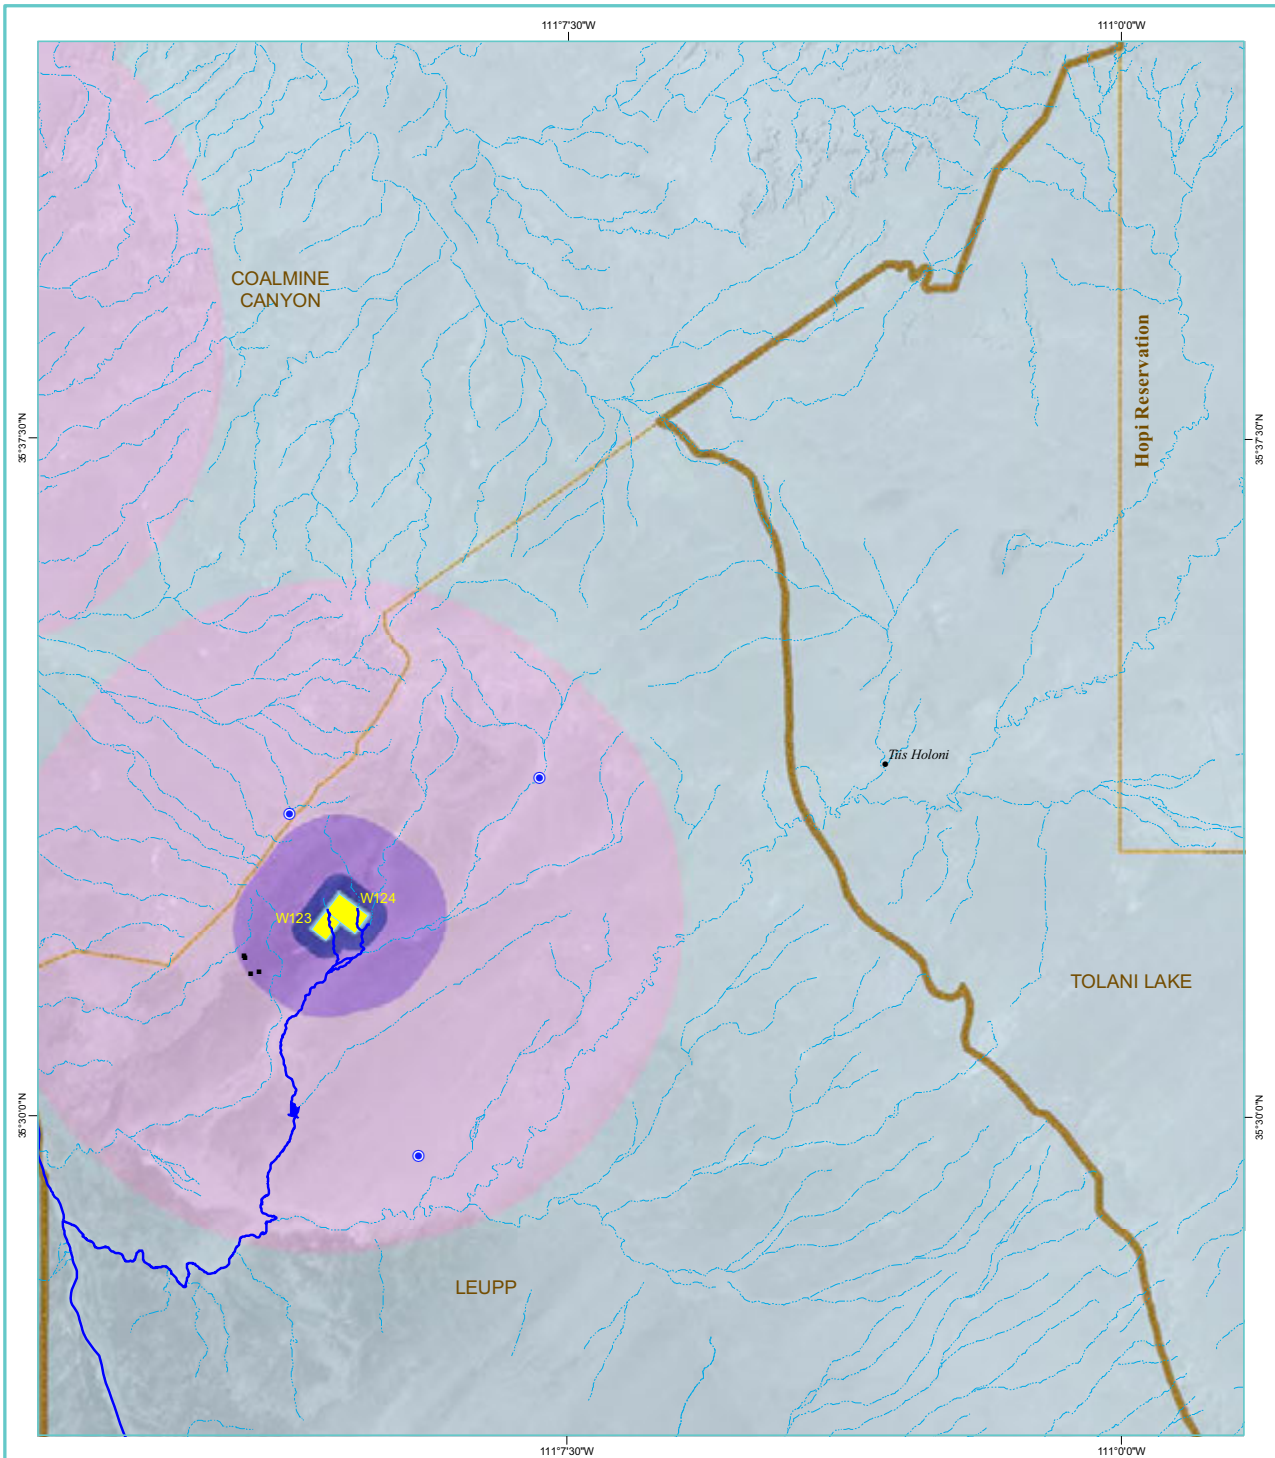 111°7'30"W
111°0'0"W
COALMINE
CANYON
Hopi Reservation
35°37'30"N
35°37'30"N
Tiis Holoni
W124
W123
TOLANI LAKE
35°30'0"N
35°30'0"N
LEUPP
111°7'30"W
111°0'0"W